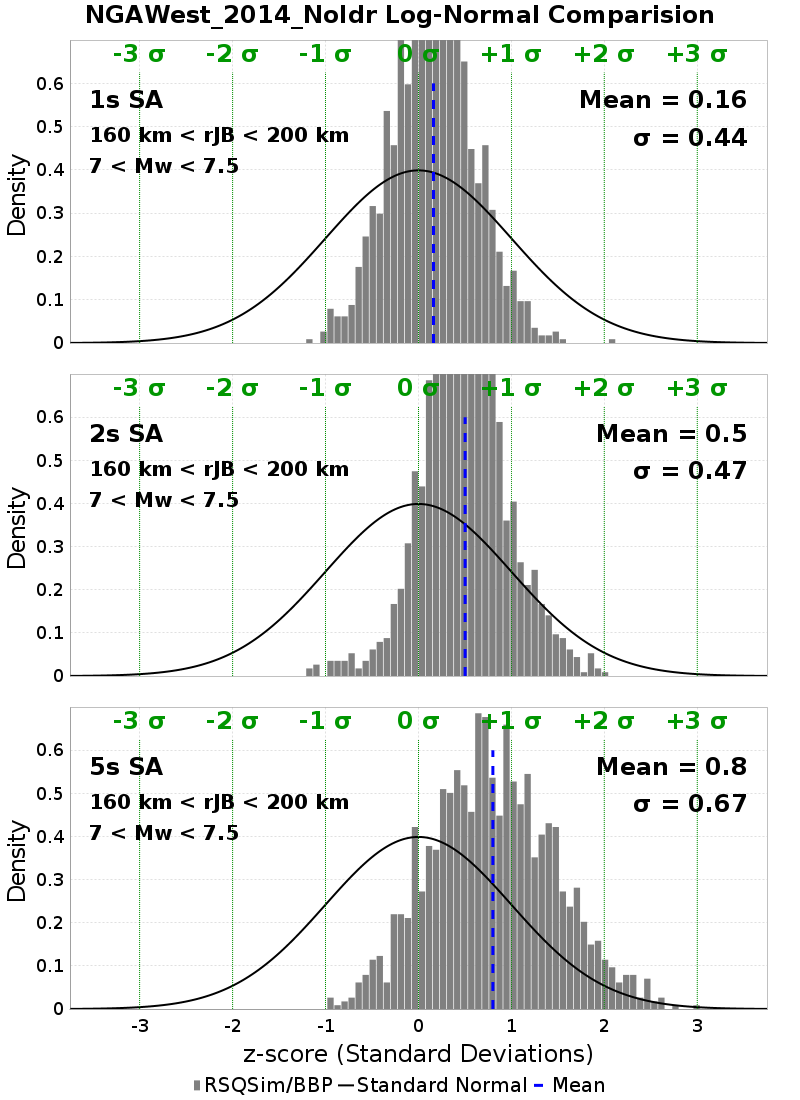 NGAWest_2014_NoIdr Log-Normal Comparision
-3 σ -2 σ -1 σ 0 σ +1 σ +2 σ +3 σ
1s SA
160 km < rJB < 200 km
7 < Mw < 7.5
Mean = 0.16
σ = 0.44
Density
0.6
0.5
0.4
0.3
0.2
0.1
0
-3 σ -2 σ -1 σ 0 σ +1 σ +2 σ +3 σ
2s SA
160 km < rJB < 200 km
7 < Mw < 7.5
Mean = 0.5
σ = 0.47
Density
0.6
0.5
0.4
0.3
0.2
0.1
0
-3 σ -2 σ -1 σ 0 σ +1 σ +2 σ +3 σ
5s SA
160 km < rJB < 200 km
7 < Mw < 7.5
Mean = 0.8
σ = 0.67
Density
0.6
0.5
0.4
0.3
0.2
0.1
0
-3 -2 -1 0 1 2 3
z-score (Standard Deviations)
RSQSim/BBP Standard Normal Mean